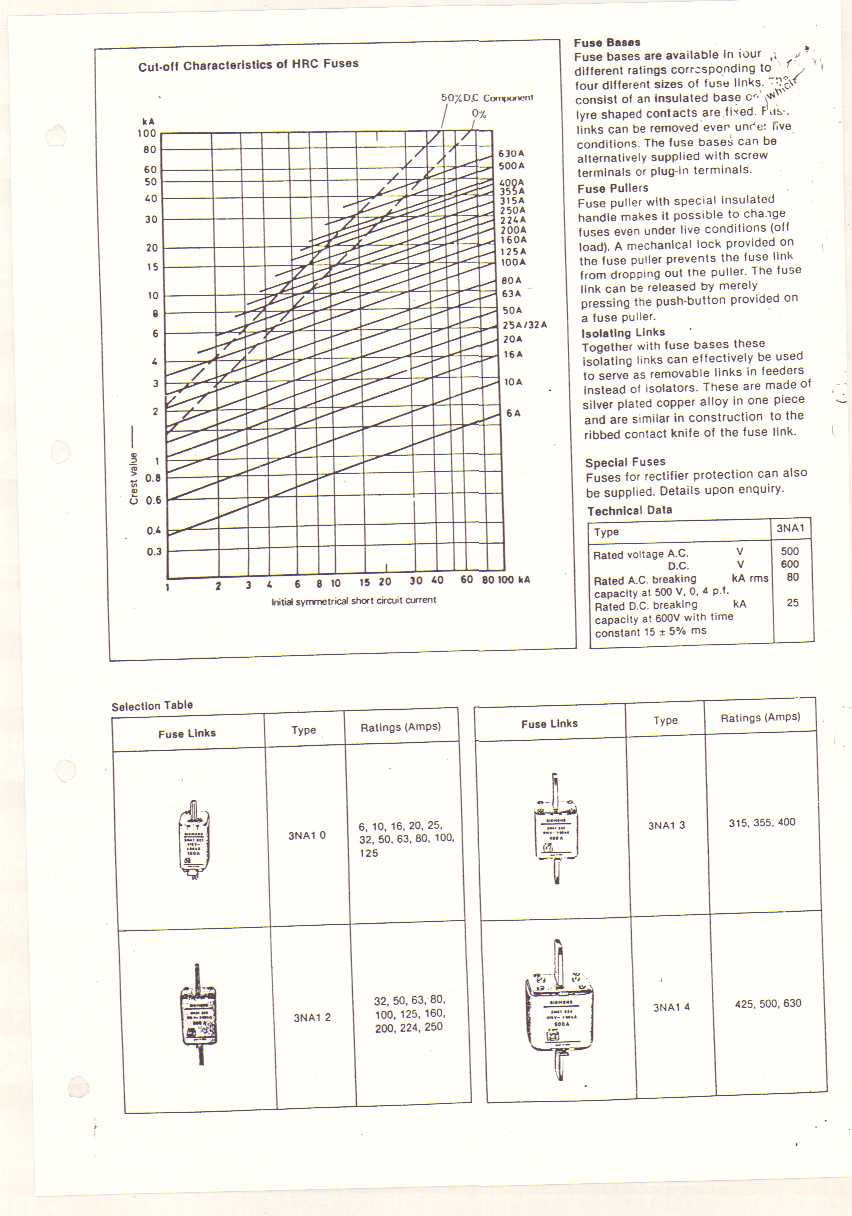 Cut-off Characteristics of HRC Fuses
50% D.C. Component
0%
kA
100
80
60
50
40
30
20
15
10
8
6
4
3
2
1
0.8
0.6
0.4
0.3
Crest value
630A
500A
400A
355A
315A
250A
224A
200A
160A
125A
100A
80A
63A
50A
25A/32A
20A
16A
10A
6A
1 2 3 4 6 8 10 15 20 30 40 60 80 100 kA
Initial symmetrical short circuit current
Fuse Bases
Fuse bases are available in four
different ratings corresponding to
four different sizes of fuse links.
consist of an insulated base on which
lyre shaped contacts are fixed.
links can be removed even under live
conditions. The fuse bases can be
alternatively supplied with screw
terminals or plug-in terminals.
Fuse Pullers
Fuse puller with special insulated
handle makes it possible to change
fuses even under live conditions (off
load). A mechanical lock provided on
the fuse puller prevents the fuse link
from dropping out the puller. The fuse
link can be released by merely
pressing the push-button provided on
a fuse puller.
Isolating Links
Together with fuse bases these
isolating links can effectively be used
to serve as removable links in feeders
instead of isolators. These are made of
silver plated copper alloy in one piece
and are similar in construction to the
ribbed contact knife of the fuse link.
Special Fuses
Fuses for rectifier protection can also
be supplied. Details upon enquiry.
Technical Data
Type 3NA1
Rated voltage A.C. V 500
D.C. V 600
Rated A.C. breaking kA rms 80
capacity at 500 V, 0, 4 p.f.
Rated D.C. breaking kA 25
capacity at 600V with time
constant 15 ± 5% ms
Selection Table
Fuse Links Type Ratings (Amps)
SIEMENS
3NA1 0
6, 10, 16, 20, 25,
32, 50, 63, 80, 100,
125
SIEMENS
3NA1 2
32, 50, 63, 80,
100, 125, 160,
200, 224, 250
Fuse Links Type Ratings (Amps)
SIEMENS
400 A
3NA1 3
315, 355, 400
SIEMENS
500A
3NA1 4
425, 500, 630